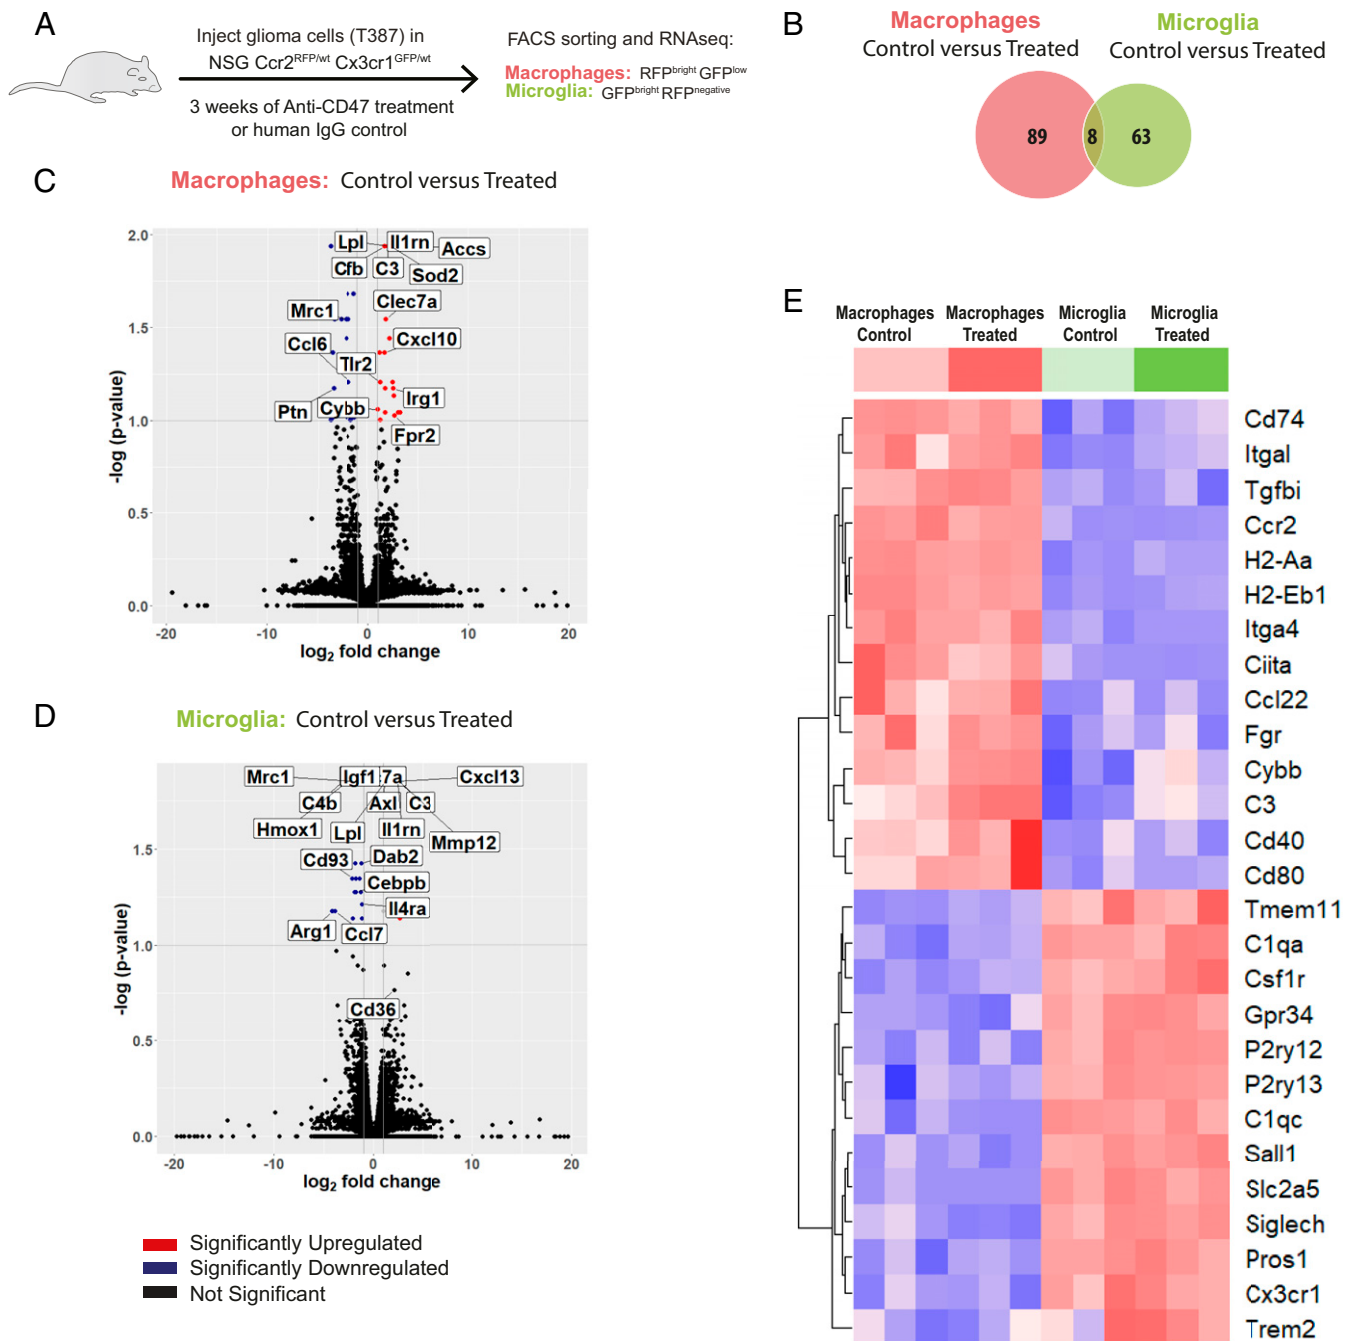 A
Inject glioma cells (T387) in
NSG Ccr2RFP/wt Cx3cr1GFP/wt
3 weeks of Anti-CD47 treatment
or human IgG control
FACS sorting and RNAseq:
Macrophages: RFPbright GFPlow
Microglia: GFPbright RFPnegative
B
Macrophages
Control versus Treated
Microglia
Control versus Treated
89
8
63
C
Macrophages: Control versus Treated
2.0
1.5
1.0
0.5
0.0
-log (p-value)
Lpl
Il1rn
Accs
Cfb
C3
Sod2
Mrc1
Clec7a
Ccl6
Cxcl10
Tlr2
Irg1
Ptn
Cybb
Fpr2
-20
-10
0
10
20
log2 fold change
D
Microglia: Control versus Treated
1.5
1.0
0.5
0.0
-log (p-value)
Mrc1
Igf1
7a
Cxcl13
C4b
Axl
C3
Hmox1
Lpl
Il1rn
Mmp12
Cd93
Dab2
Cebpb
Il4ra
Arg1
Ccl7
Cd36
-20
-10
0
10
20
log2 fold change
Significantly Upregulated
Significantly Downregulated
Not Significant
E
Macrophages
Control
Macrophages
Treated
Microglia
Control
Microglia
Treated
Cd74
Itgal
Tgfbi
Ccr2
H2-Aa
H2-Eb1
Itga4
Ciita
Ccl22
Fgr
Cybb
C3
Cd40
Cd80
Tmem11
C1qa
Csf1r
Gpr34
P2ry12
P2ry13
C1qc
Sall1
Slc2a5
Siglech
Pros1
Cx3cr1
Trem2